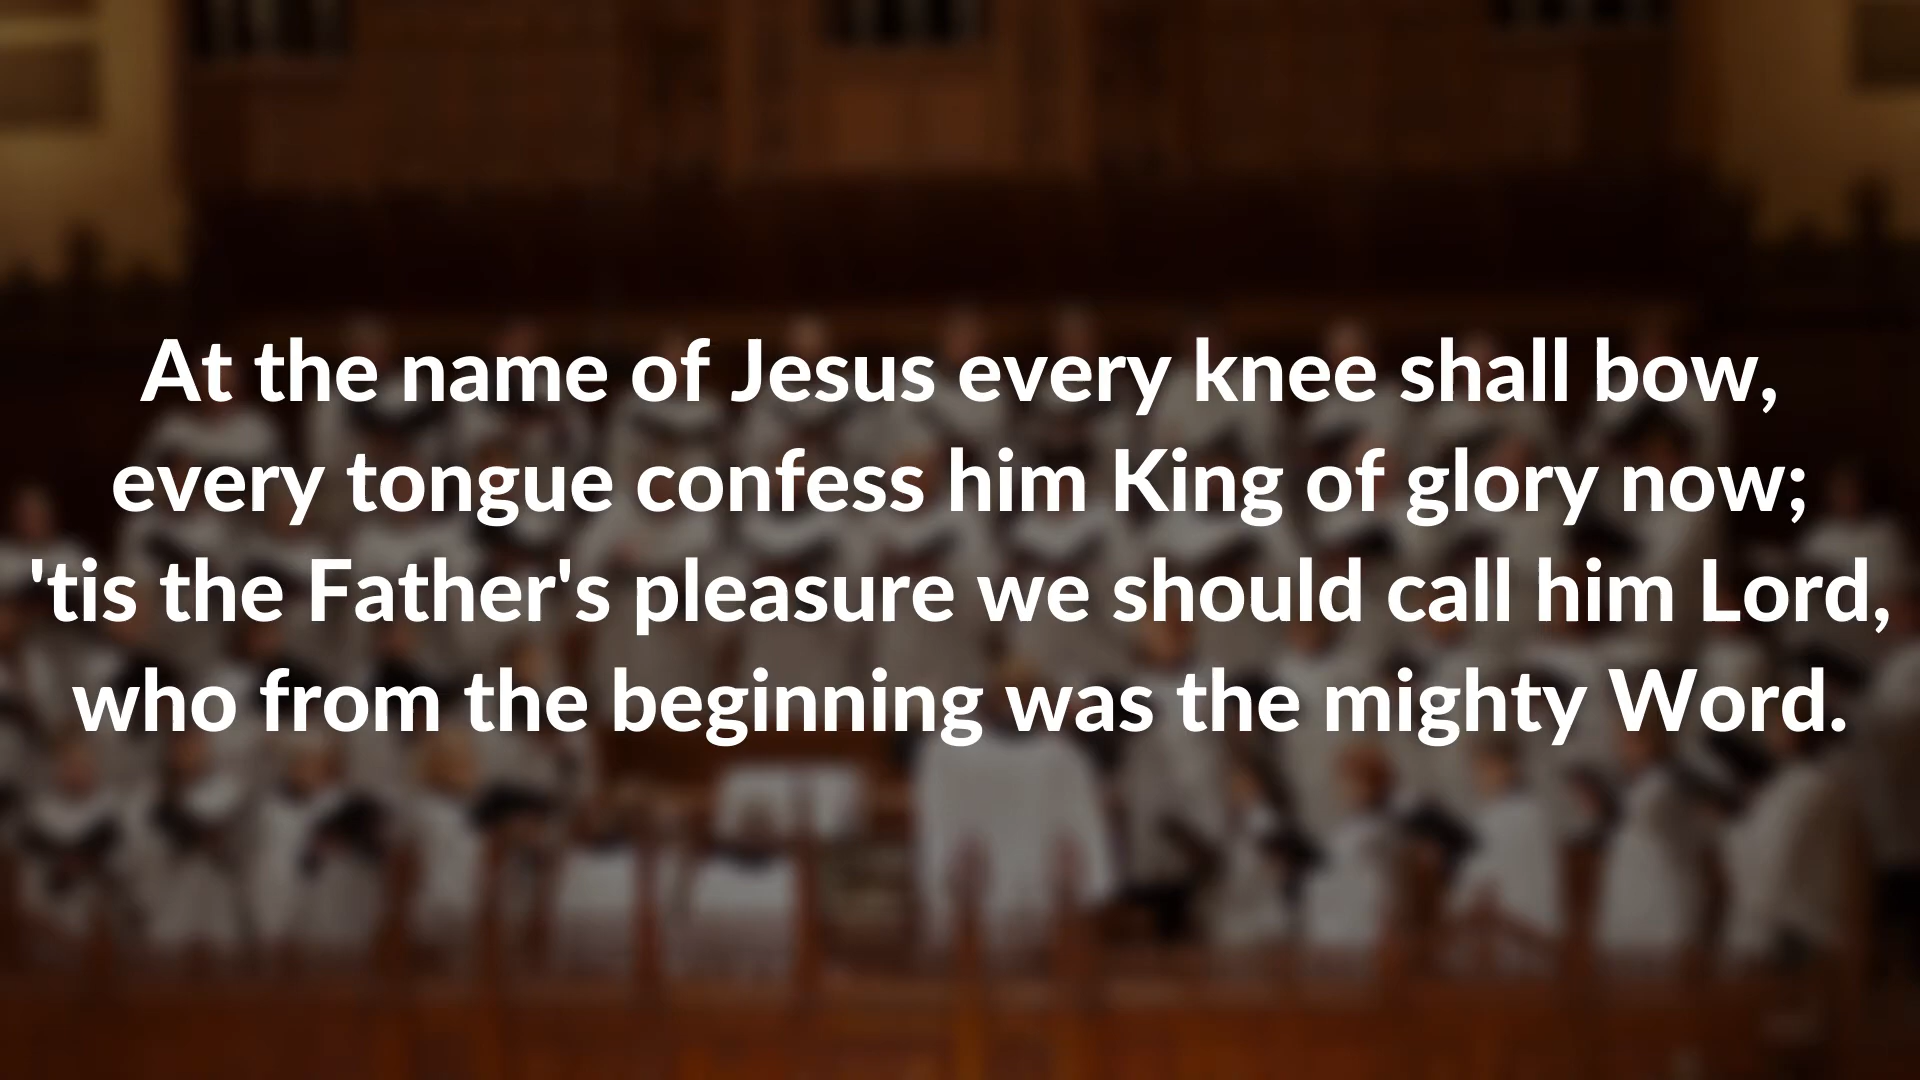 At the name of Jesus every knee shall bow,
every tongue confess him King of glory now;
'tis the Father's pleasure we should call him Lord,
who from the beginning was the mighty Word.